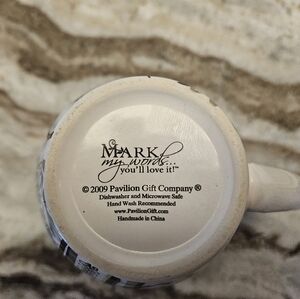 MARK
my words...
you'll love it!™
© 2009 Pavilion Gift Company ®
Dishwasher and Microwave Safe
Hand Wash Recommended
www.PavilionGift.com
Handmade in China